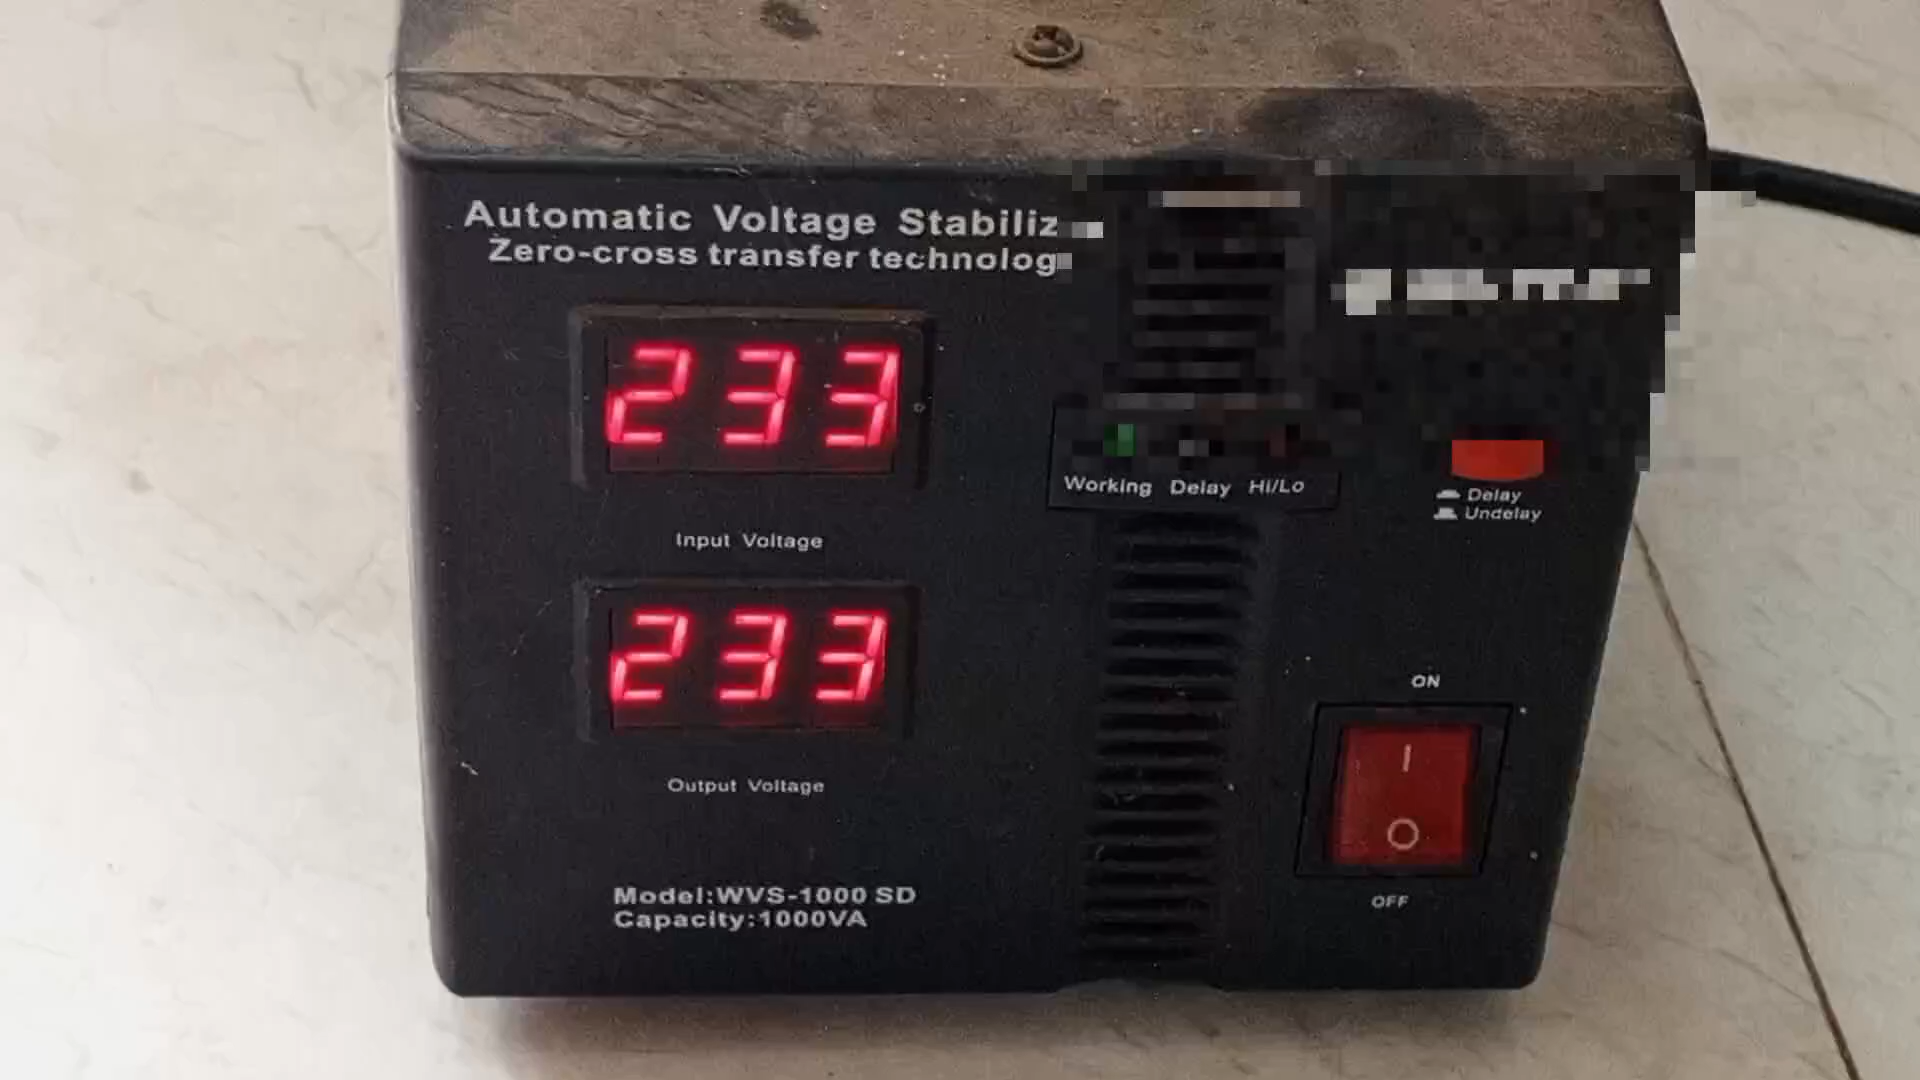 Automatic Voltage Stabiliz
Zero-cross transfer technolog
233
Input Voltage
Working Delay Hi/Lo
Delay
Undelay
233
Output Voltage
ON
I
O
OFF
Model:WVS-1000 SD
Capacity:1000VA